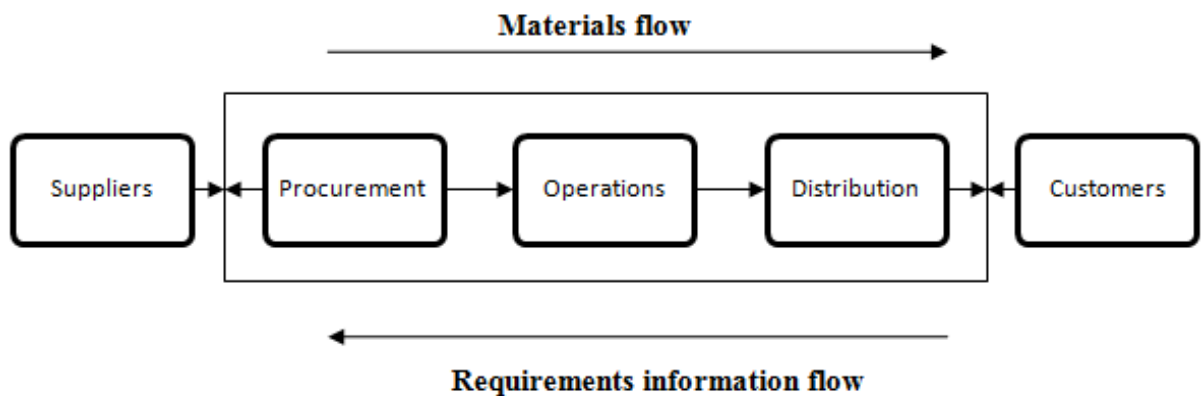 Materials flow
Suppliers
Procurement
Operations
Distribution
Customers
Requirements information flow